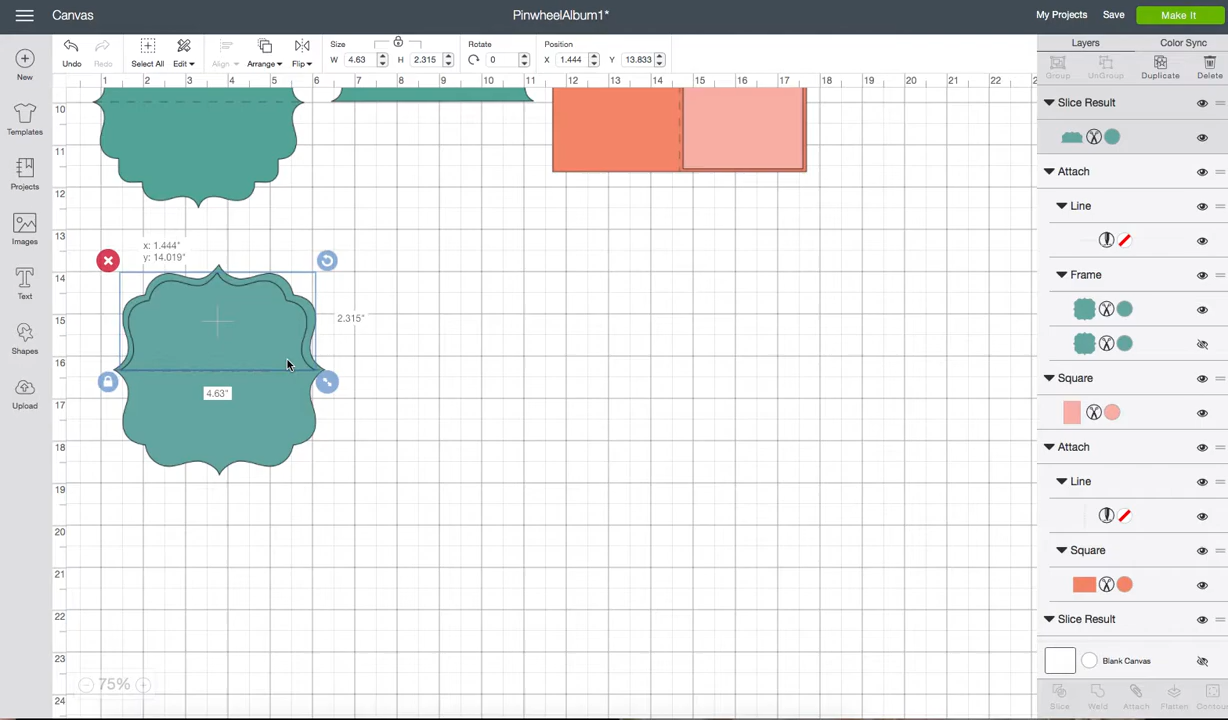 Canvas
PinwheelAlbum1*
My Projects
Save
Make It
Undo
Redo
Select All
Edit
Align
Arrange
Flip
Size
W 4.63
H 2.315
Rotate
0
Position
X 1.444
Y 13.833
Layers
Color Sync
Group
UnGroup
Duplicate
Delete
New
Templates
Projects
Images
Text
Shapes
Upload
1 2 3 4 5 6 7 8 9 10 11 12 13 14 15 16 17 18 19 20 21 22
10
11
12
13
14
15
16
17
18
19
20
21
22
23
24
x: 1.444"
y: 14.019"
2.315"
4.63"
75%
Slice Result
Attach
Line
Frame
Square
Attach
Line
Square
Slice Result
Blank Canvas
Slice
Weld
Attach
Flatten
Contou